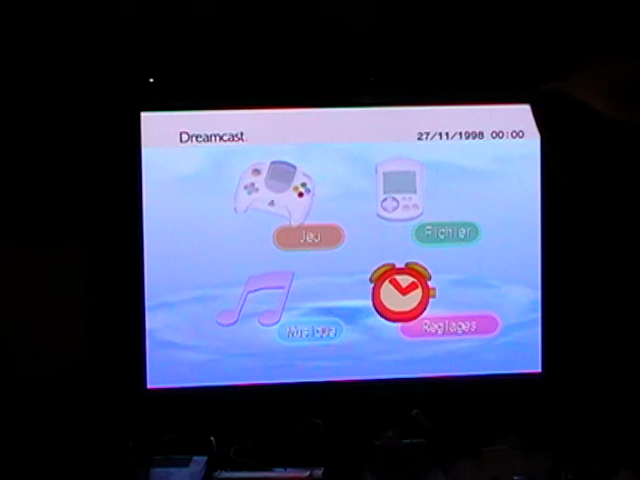 Dreamcast
27/11/1998 00:00
Jeu
Fichier
Musique
Réglages